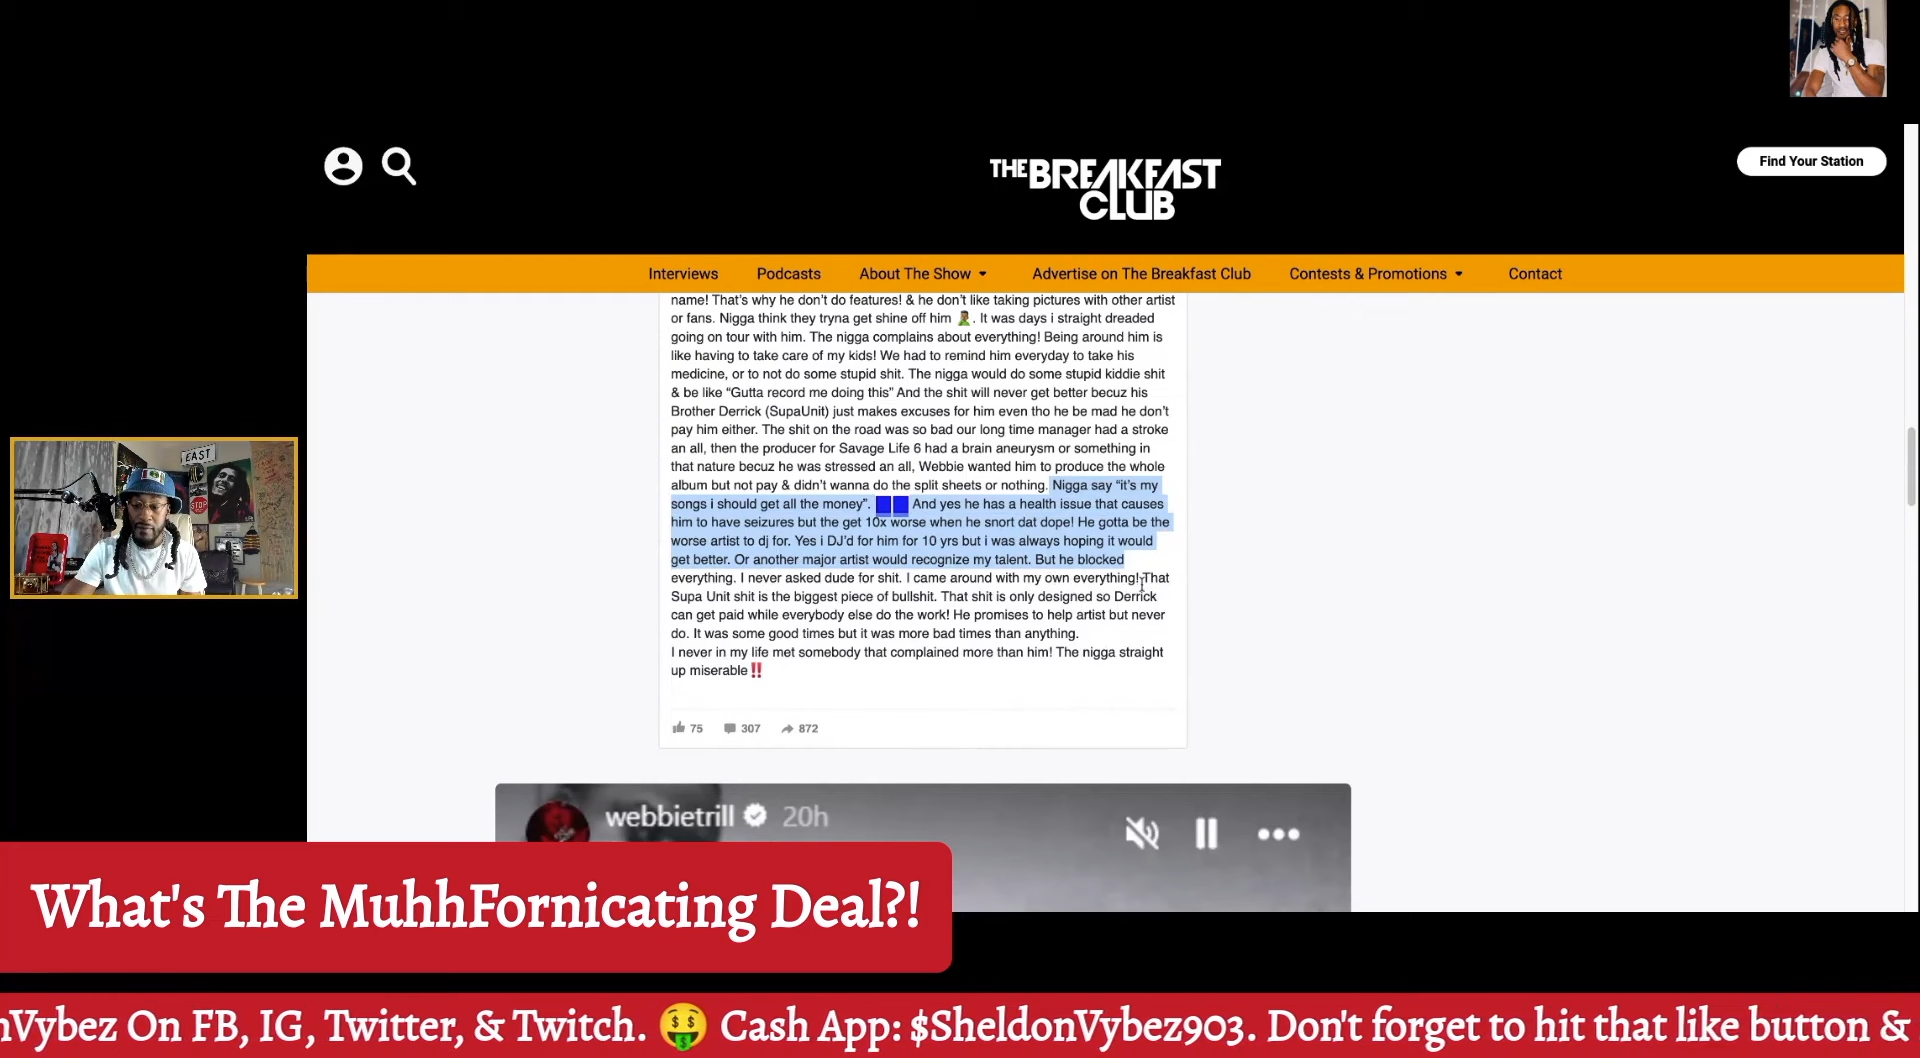 THE BREAKFAST
CLUB
Find Your Station
Interviews
Podcasts
About The Show
Advertise on The Breakfast Club
Contests & Promotions
Contact
name! That's why he don't do features! & he don't like taking pictures with other artist
or fans. Nigga think they tryna get shine off him 🤦🏾‍♂️. It was days i straight dreaded
going on tour with him. The nigga complains about everything! Being around him is
like having to take care of my kids! We had to remind him everyday to take his
medicine, or to not do some stupid shit. The nigga would do some stupid kiddie shit
& be like “Gutta record me doing this” And the shit will never get better becuz his
Brother Derrick (SupaUnit) just makes excuses for him even tho he be mad he don't
pay him either. The shit on the road was so bad our long time manager had a stroke
an all, then the producer for Savage Life 6 had a brain aneurysm or something in
that nature becuz he was stressed an all, Webbie wanted him to produce the whole
album but not pay & didn't wanna do the split sheets or nothing. Nigga say “it's my
songs i should get all the money”. And yes he has a health issue that causes
him to have seizures but the get 10x worse when he snort dat dope! He gotta be the
worse artist to dj for. Yes i DJ'd for him for 10 yrs but i was always hoping it would
get better. Or another major artist would recognize my talent. But he blocked
everything. I never asked dude for shit. I came around with my own everything! That
Supa Unit shit is the biggest piece of bullshit. That shit is only designed so Derrick
can get paid while everybody else do the work! He promises to help artist but never
do. It was some good times but it was more bad times than anything.
I never in my life met somebody that complained more than him! The nigga straight
up miserable‼️
75
307
872
EAST
STOP
webbietrill
20h
What's The MuhhFornicating Deal?!
nVybez On FB, IG, Twitter, & Twitch. 🤑 Cash App: $SheldonVybez903. Don't forget to hit that like button &